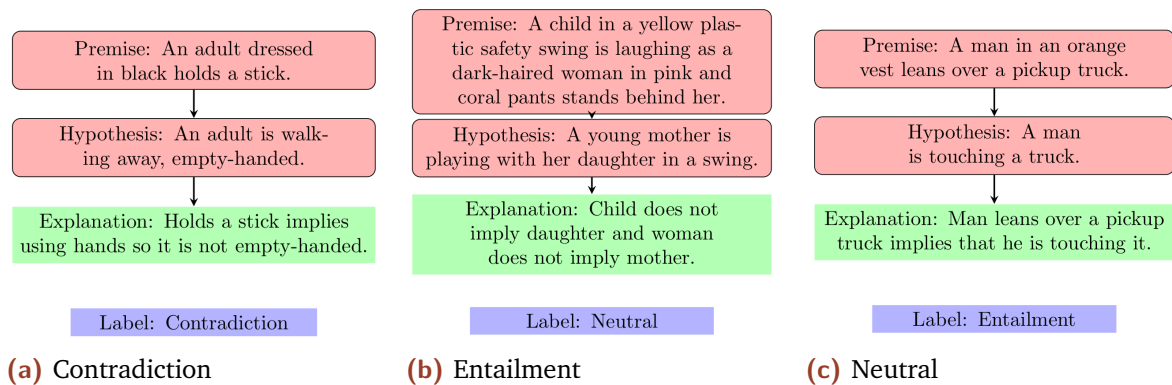 Premise: An adult dressed
in black holds a stick.
Hypothesis: An adult is walk-
ing away, empty-handed.
Explanation: Holds a stick implies
using hands so it is not empty-handed.
Label: Contradiction
(a) Contradiction
Premise: A child in a yellow plas-
tic safety swing is laughing as a
dark-haired woman in pink and
coral pants stands behind her.
Hypothesis: A young mother is
playing with her daughter in a swing.
Explanation: Child does not
imply daughter and woman
does not imply mother.
Label: Neutral
(b) Entailment
Premise: A man in an orange
vest leans over a pickup truck.
Hypothesis: A man
is touching a truck.
Explanation: Man leans over a pickup
truck implies that he is touching it.
Label: Entailment
(c) Neutral